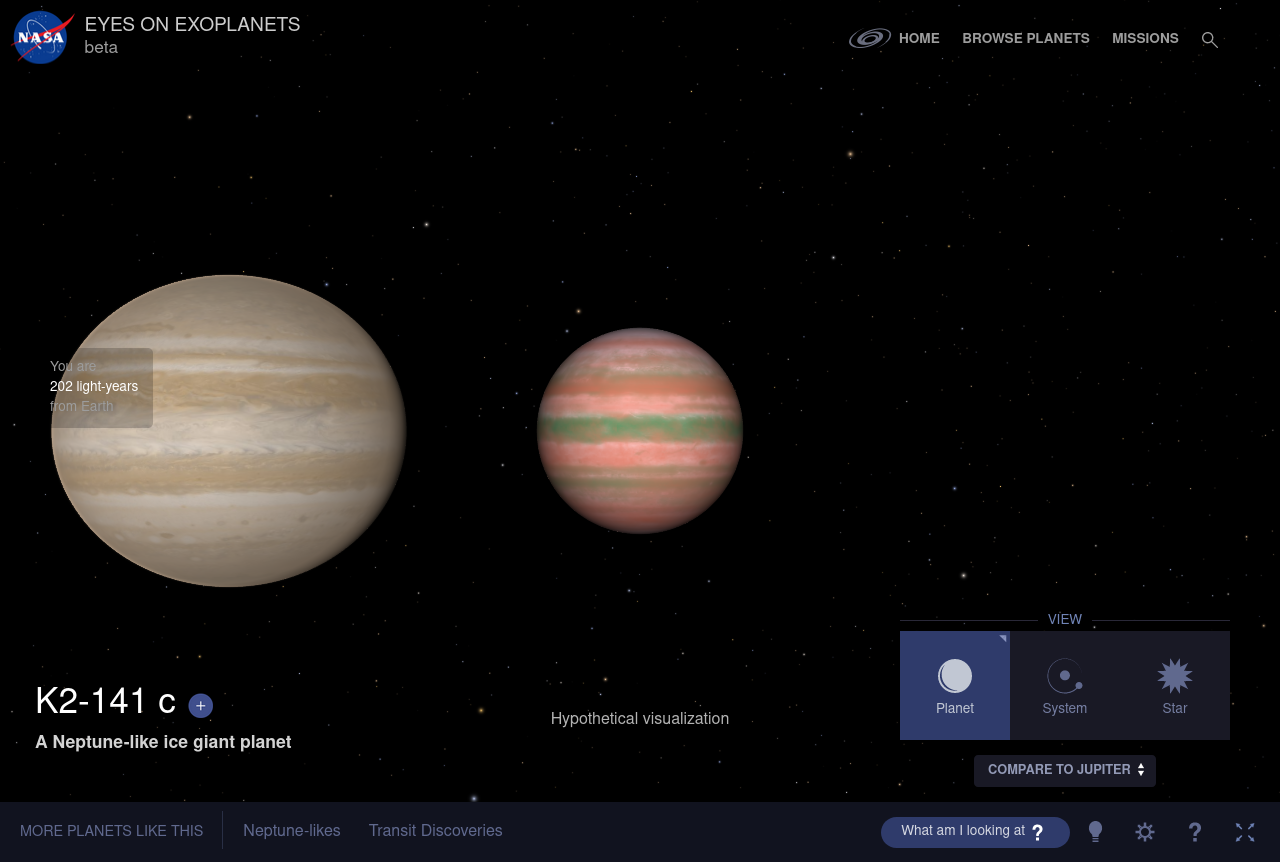 NASA
EYES ON EXOPLANETS
beta
HOME
BROWSE PLANETS
MISSIONS
You are
202 light-years
from Earth
K2-141 c +
A Neptune-like ice giant planet
Hypothetical visualization
VIEW
Planet
System
Star
COMPARE TO JUPITER
MORE PLANETS LIKE THIS
Neptune-likes
Transit Discoveries
What am I looking at ?
?